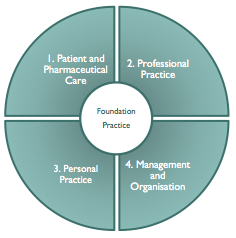 1. Patient and
Pharmaceutical
Care
2. Professional
Practice
Foundation
Practice
3. Personal
Practice
4. Management
and
Organisation